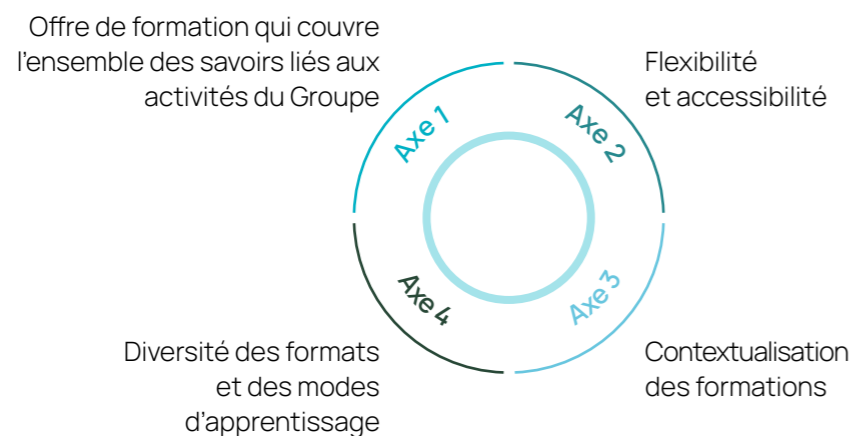 Offre de formation qui couvre
l'ensemble des savoirs liés aux
activités du Groupe
Axe 1
Axe 2
Flexibilité
et accessibilité
Axe 4
Diversité des formats
et des modes
d'apprentissage
Axe 3
Contextualisation
des formations